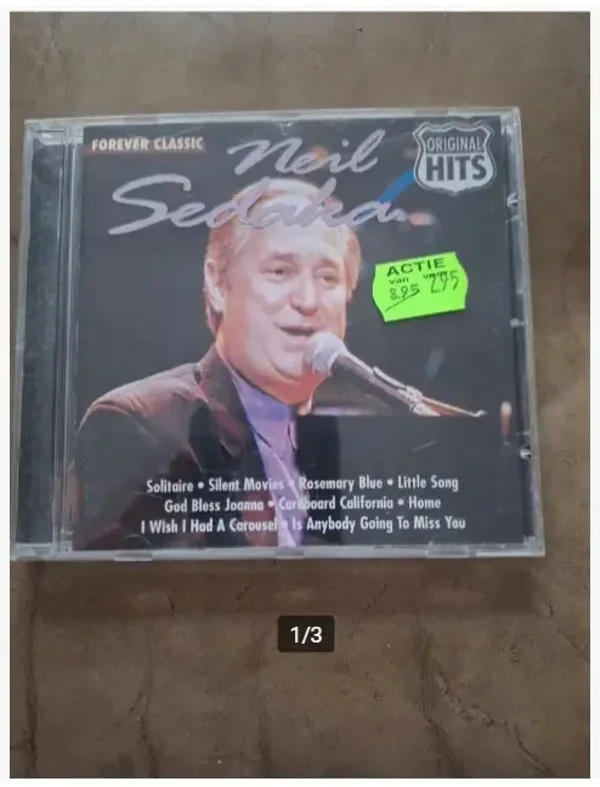 FOREVER CLASSIC
Neil
Sedaka
ORIGINAL
HITS
ACTIE
van
8.95 2.95
Solitaire • Silent Movies • Rosemary Blue • Little Song
God Bless Joanna • Cardboard California • Home
I Wish I Had A Carousel • Is Anybody Going To Miss You
1/3